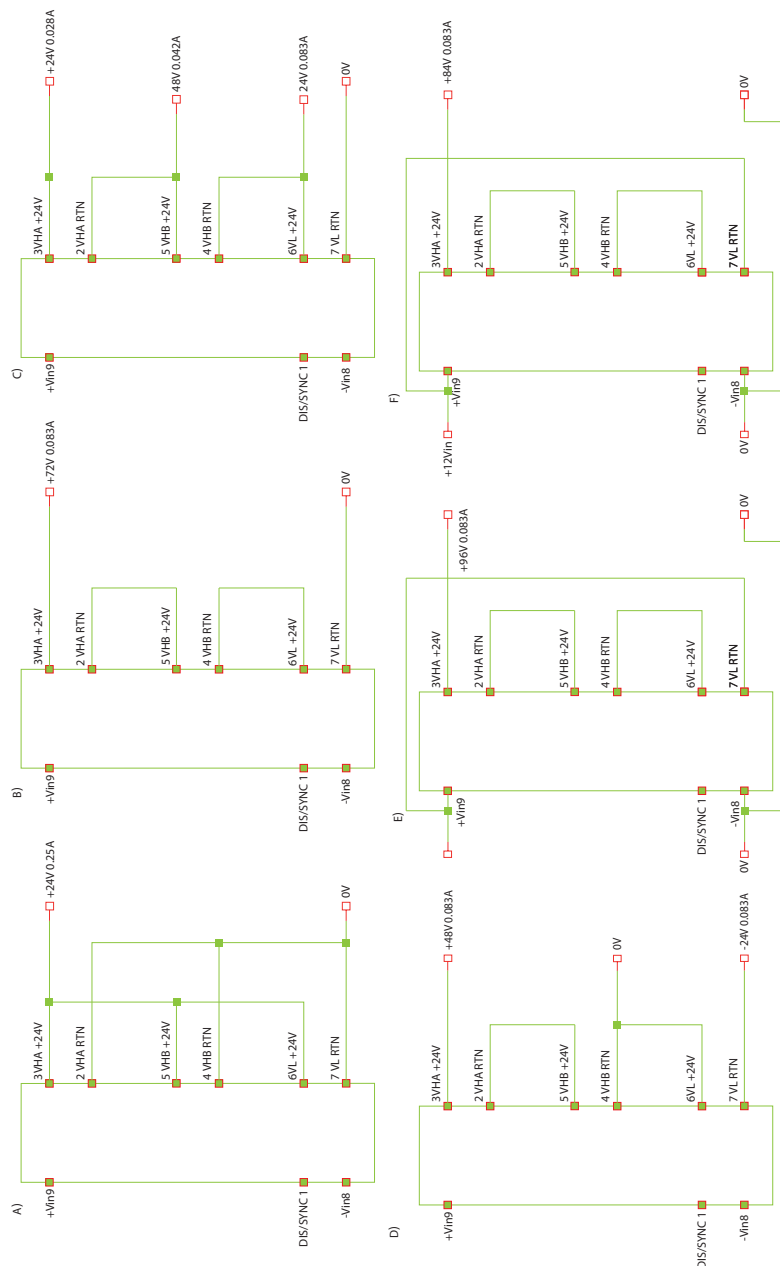 A)
+Vin9
DIS/SYNC 1
-Vin8
3VHA +24V
2 VHA RTN
5 VHB +24V
4 VHB RTN
6VL +24V
7 VL RTN
+24V 0.25A
0V
B)
+Vin9
DIS/SYNC 1
-Vin8
3VHA +24V
2 VHA RTN
5 VHB +24V
4 VHB RTN
6VL +24V
7 VL RTN
+72V 0.083A
0V
C)
+Vin9
DIS/SYNC 1
-Vin8
3VHA +24V
2 VHA RTN
5 VHB +24V
4 VHB RTN
6VL +24V
7 VL RTN
+24V 0.028A
48V 0.042A
24V 0.083A
0V
D)
+Vin9
DIS/SYNC 1
-Vin8
3VHA +24V
2 VHA RTN
5 VHB +24V
4 VHB RTN
6VL +24V
7 VL RTN
+48V 0.083A
0V
-24V 0.083A
E)
+Vin9
DIS/SYNC 1
-Vin8
0V
3VHA +24V
2 VHA RTN
5 VHB +24V
4 VHB RTN
6VL +24V
7 VL RTN
+96V 0.083A
0V
F)
+12Vin
+Vin9
DIS/SYNC 1
-Vin8
0V
3VHA +24V
2 VHA RTN
5 VHB +24V
4 VHB RTN
6VL +24V
7 VL RTN
+84V 0.083A
0V